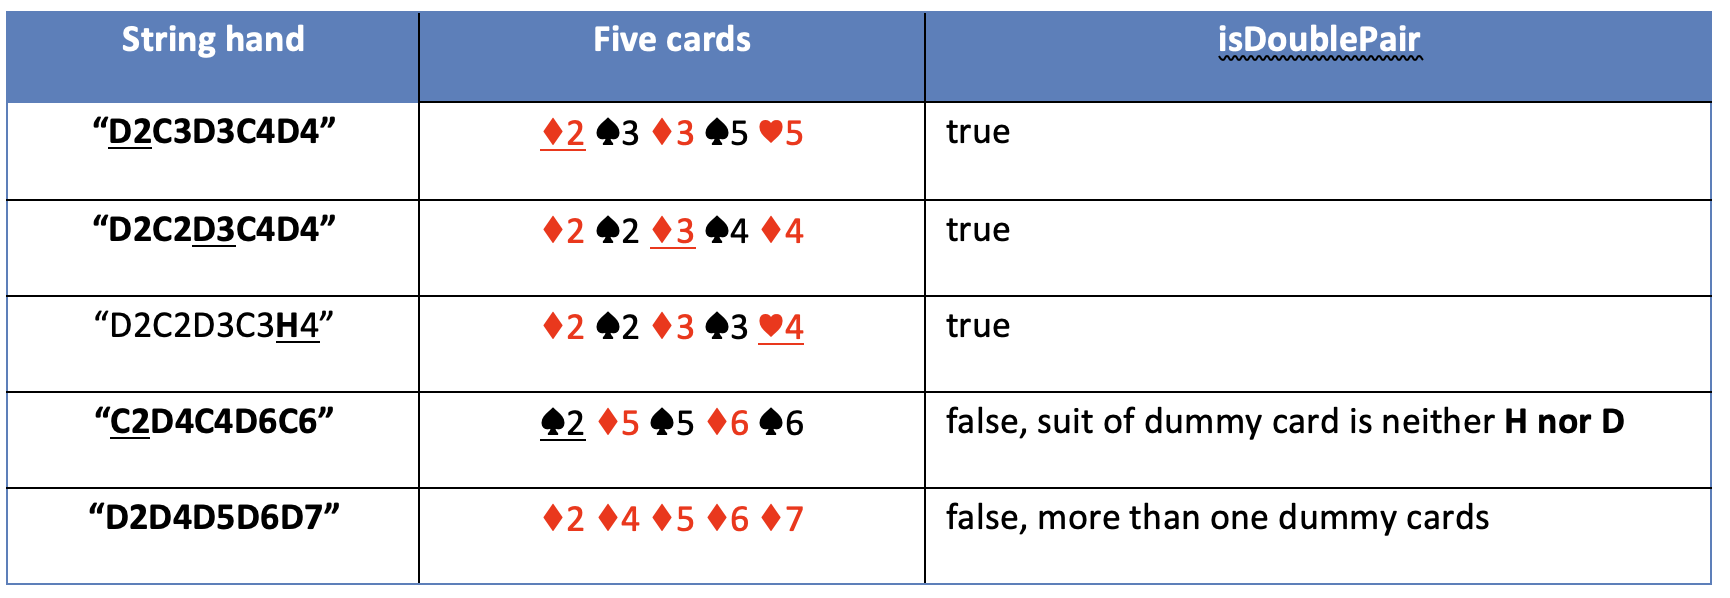 String hand Five cards isDoublePair
“D2C3D3C4D4” ♦2 ♠3 ♦3 ♠5 ♥5 true
“D2C2D3C4D4” ♦2 ♠2 ♦3 ♠4 ♦4 true
“D2C2D3C3H4” ♦2 ♠2 ♦3 ♠3 ♥4 true
“C2D4C4D6C6” ♠2 ♦5 ♠5 ♦6 ♠6 false, suit of dummy card is neither H nor D
“D2D4D5D6D7” ♦2 ♦4 ♦5 ♦6 ♦7 false, more than one dummy cards